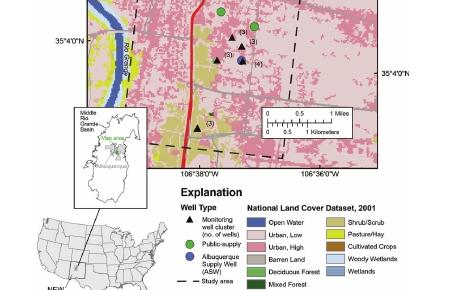 35°4'0"N
Rio Grande
(3)
(3)
(3)
(4)
(3)
35°4'0"N
0 0.5 1 Miles
0 0.5 1 Kilometers
106°38'0"W
106°36'0"W
Middle
Rio
Grande
Basin
Map area
Albuquerque
NEW
Explanation
Well Type
Monitoring
well cluster
(no. of wells)
Public-supply
Albuquerque
Supply Well
(ASW)
Study area
National Land Cover Dataset, 2001
Open Water
Urban, Low
Urban, High
Barren Land
Deciduous Forest
Mixed Forest
Shrub/Scrub
Pasture/Hay
Cultivated Crops
Woody Wetlands
Wetlands